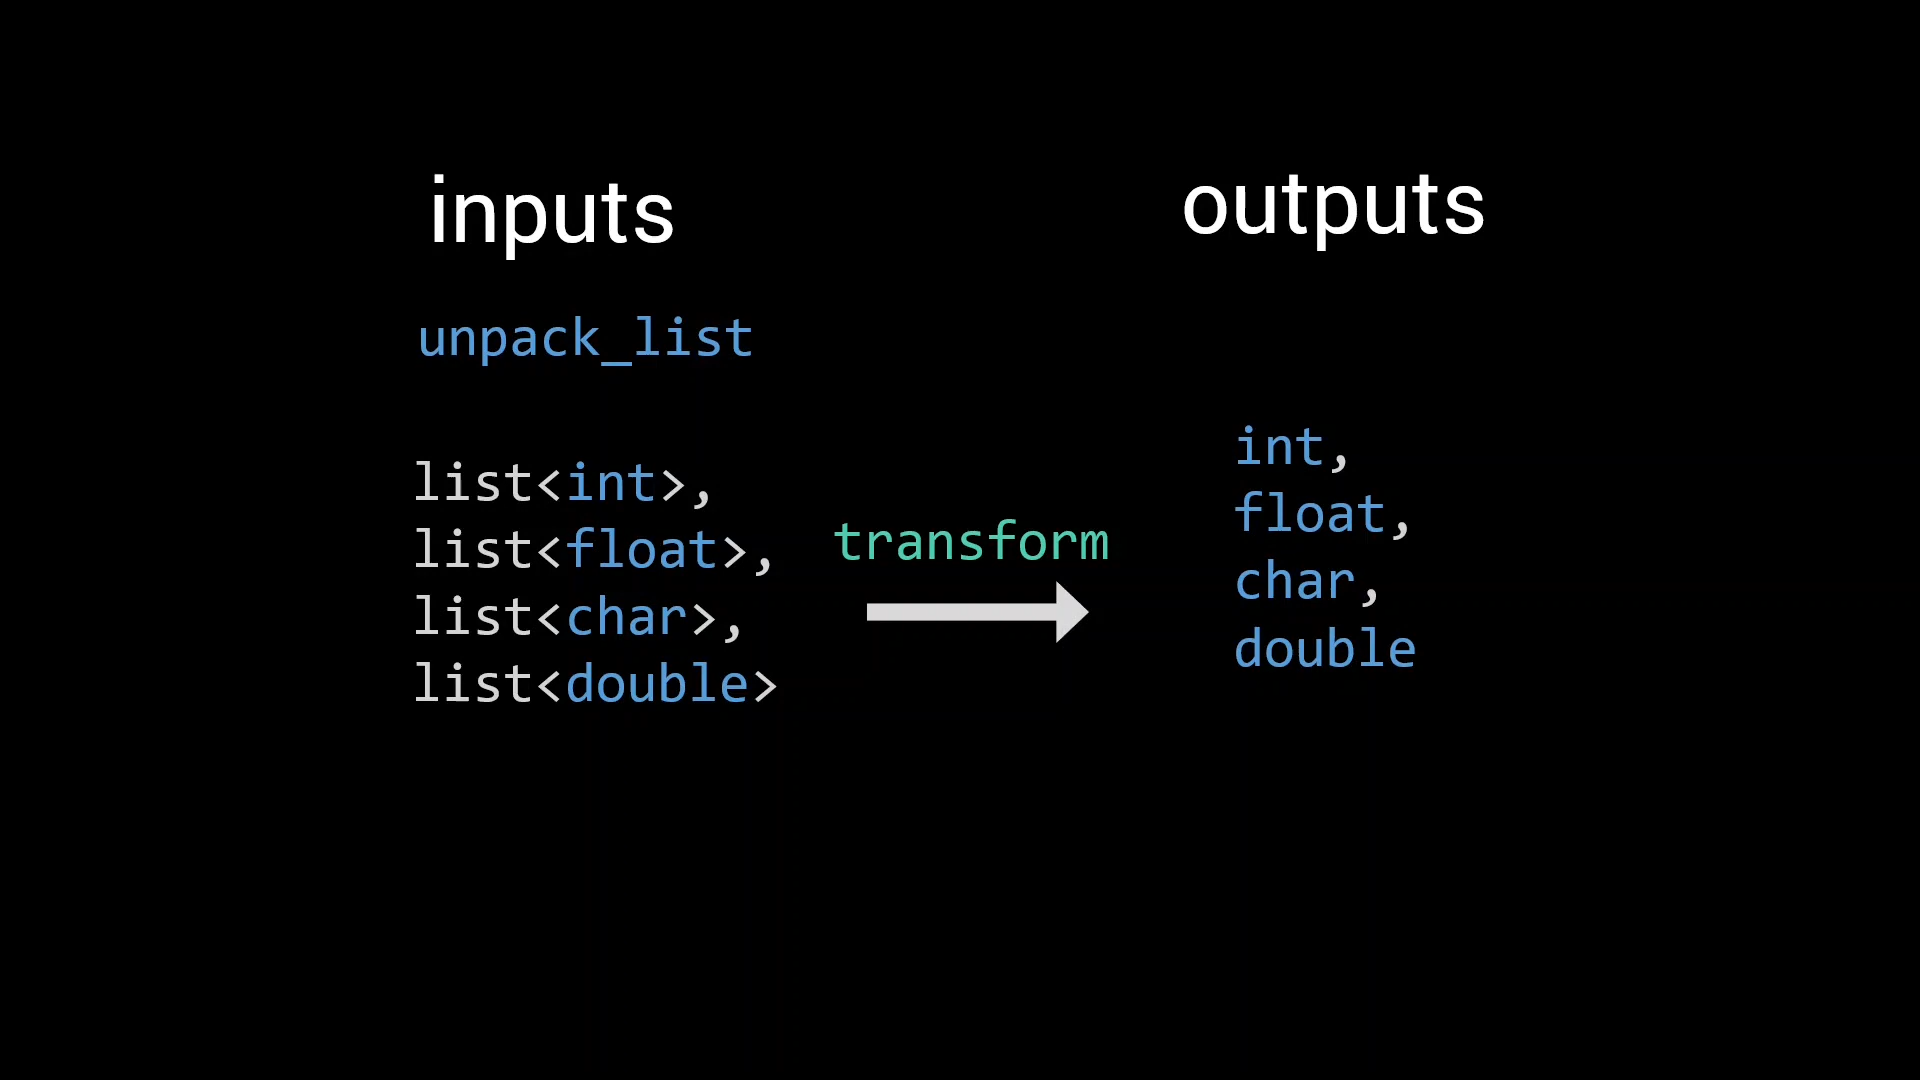 inputs
unpack_list
list<int>,
list<float>,
list<char>,
list<double>
transform
outputs
int,
float,
char,
double